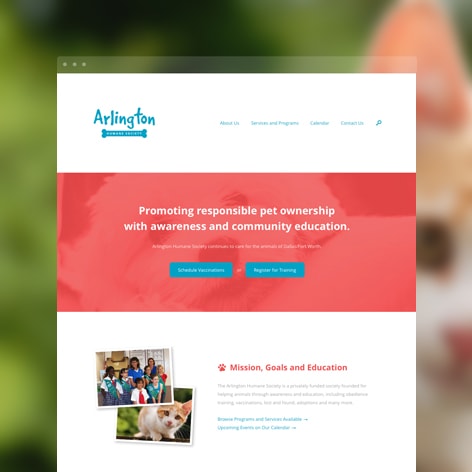 Arlington
HUMANE SOCIETY
About Us Services and Programs Calendar Contact Us
Promoting responsible pet ownership
with awareness and community education.
Arlington Humane Society continues to care for the animals of Dallas/Fort Worth.
Schedule Vaccinations or Register for Training
Mission, Goals and Education
The Arlington Humane Society is a privately funded society founded for
helping animals through awareness and education, including obedience
training, vaccinations, lost and found, adoptions and many more.
Browse Programs and Services Available →
Upcoming Events on Our Calendar →